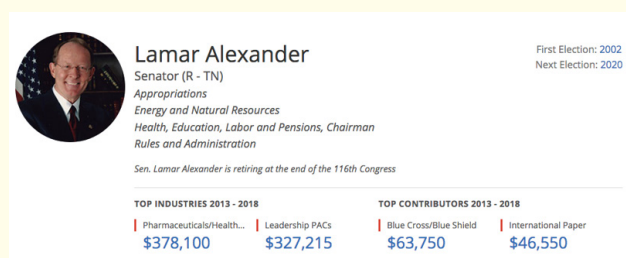 Lamar Alexander
Senator (R - TN)
Appropriations
Energy and Natural Resources
Health, Education, Labor and Pensions, Chairman
Rules and Administration
Sen. Lamar Alexander is retiring at the end of the 116th Congress
First Election: 2002
Next Election: 2020
TOP INDUSTRIES 2013 - 2018
Pharmaceuticals/Health...
$378,100
Leadership PACs
$327,215
TOP CONTRIBUTORS 2013 - 2018
Blue Cross/Blue Shield
$63,750
International Paper
$46,550